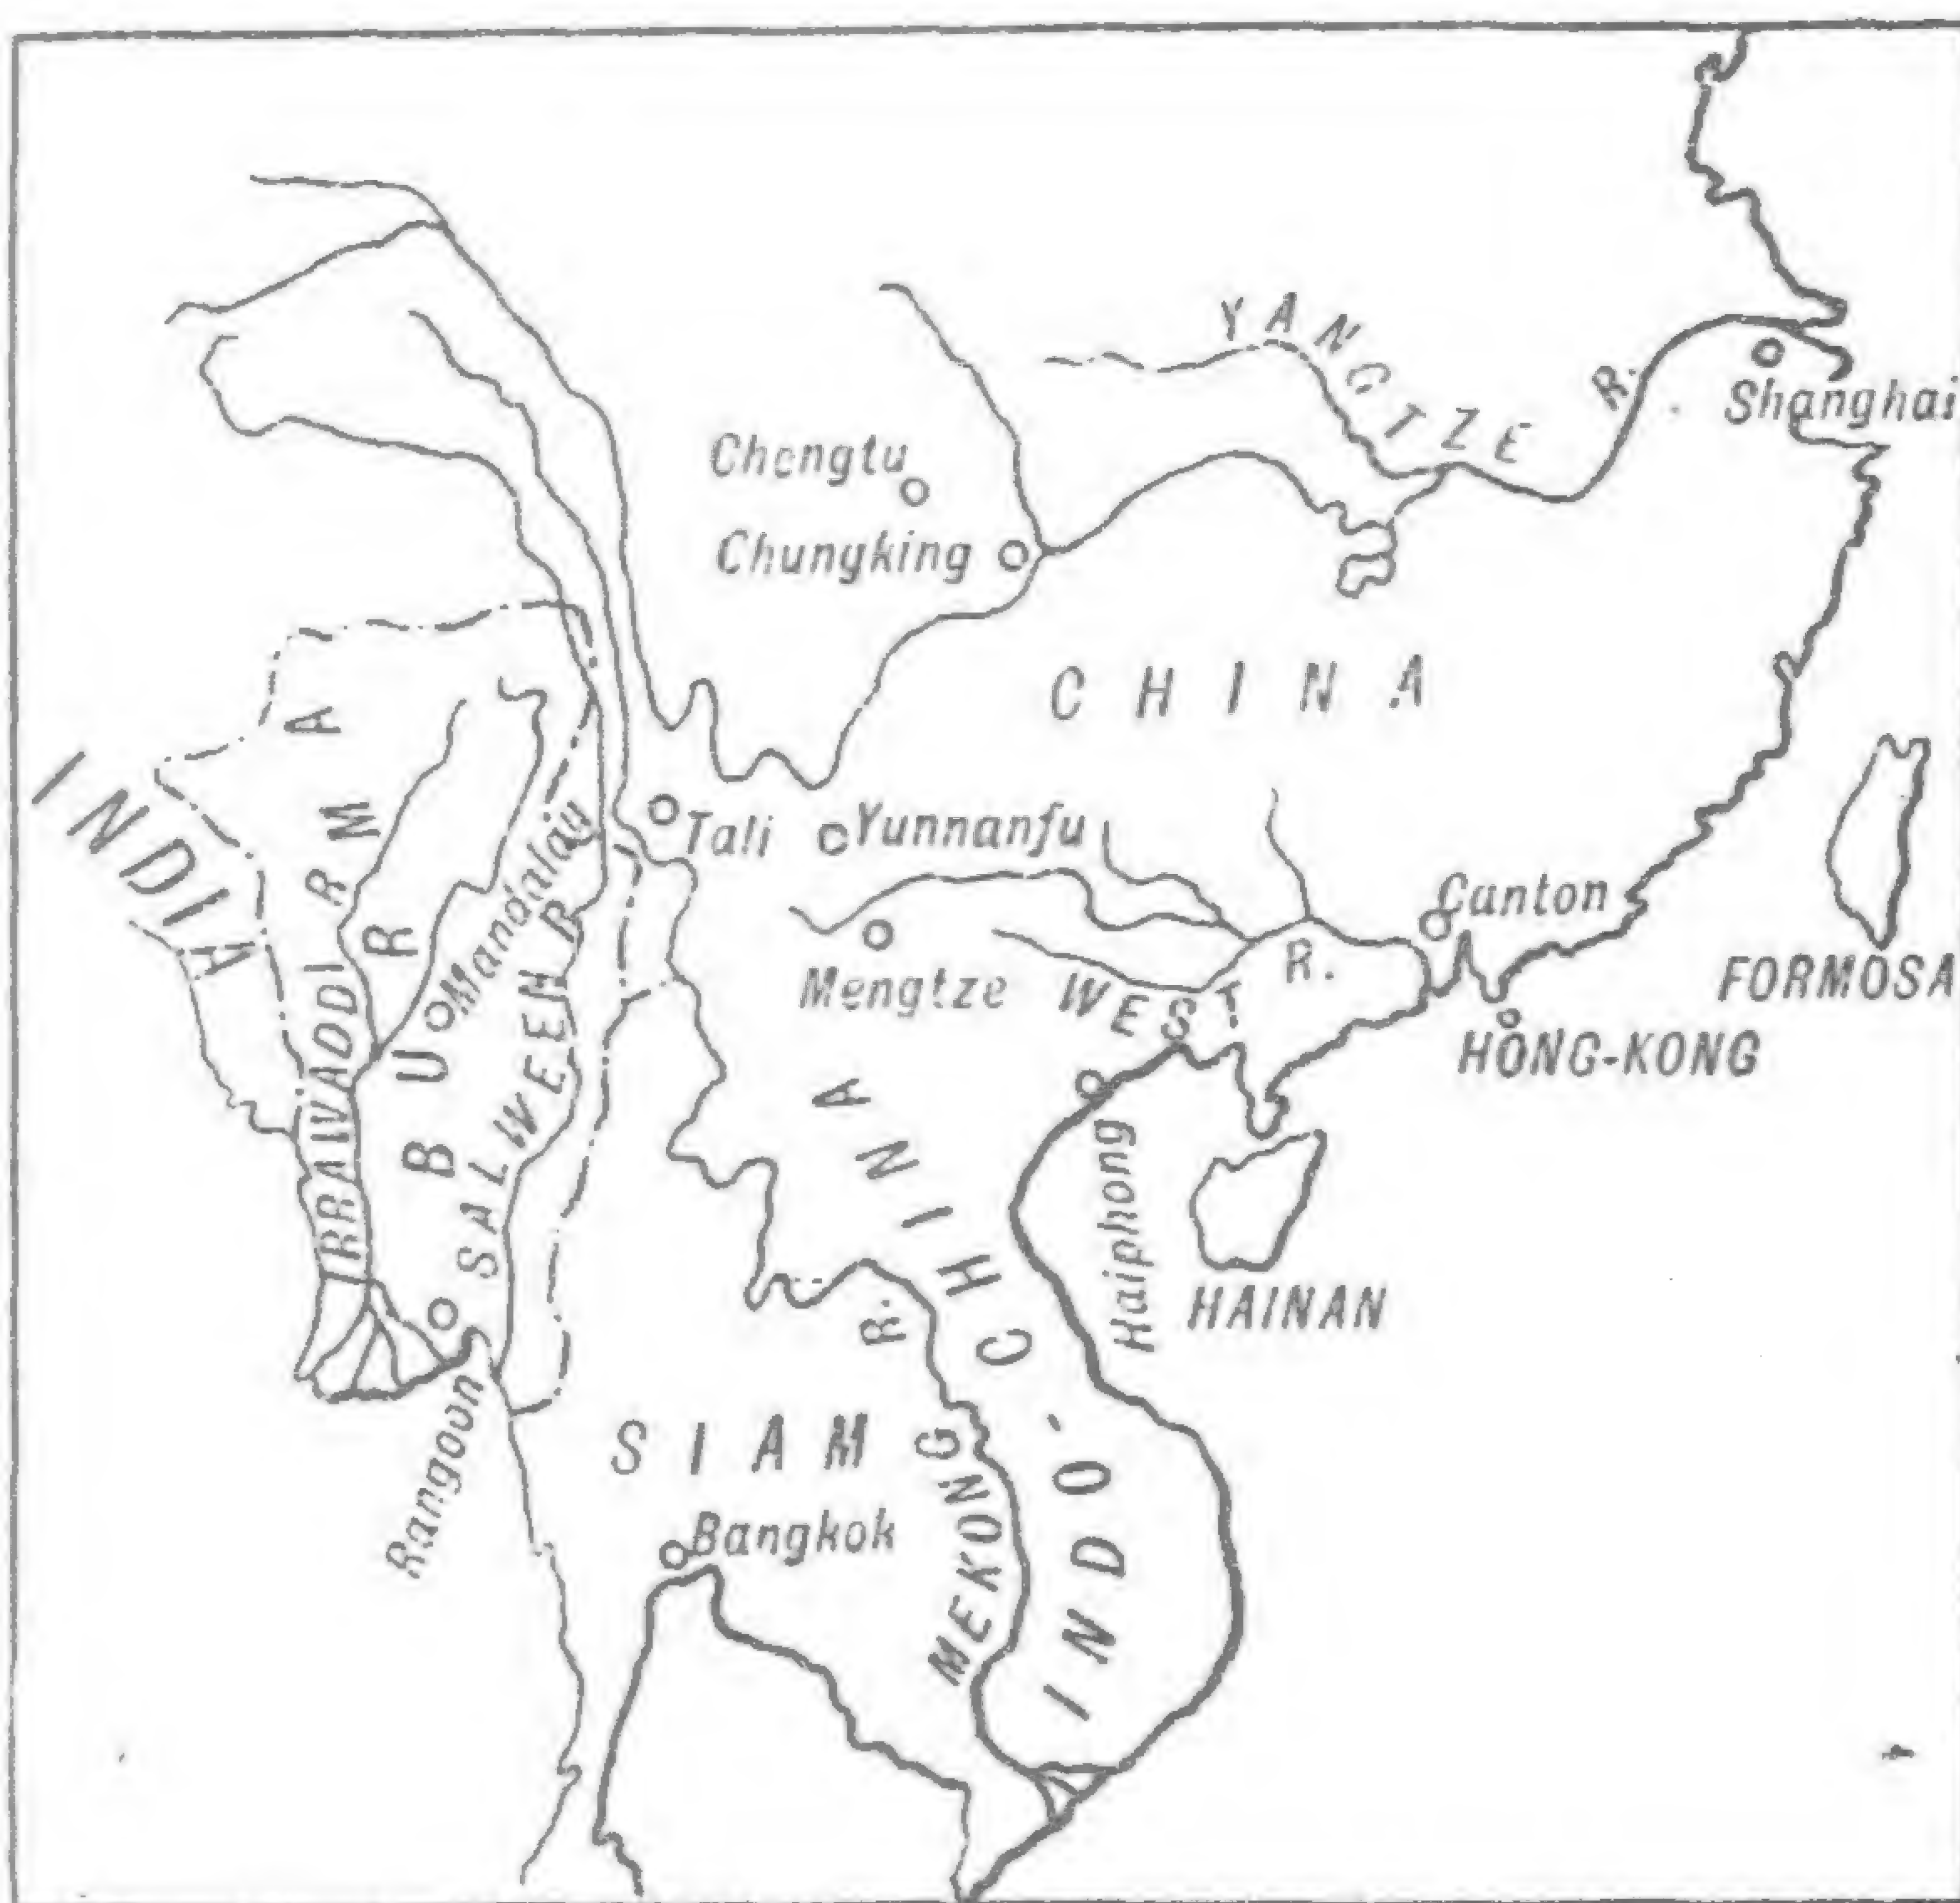 YANGTZE R.
Shanghai
Chengtu
Chungking
CHINA
INDIA
BURMA
Tali
Yunnanfu
Mandalay
Canton
Mengtze
WEST R.
FORMOSA
HONG-KONG
IRRAWADDI R
SALWEEN R
Haiphong
HAINAN
INDO-CHINA
Rangoon
SIAM
MEKONG R.
Bangkok